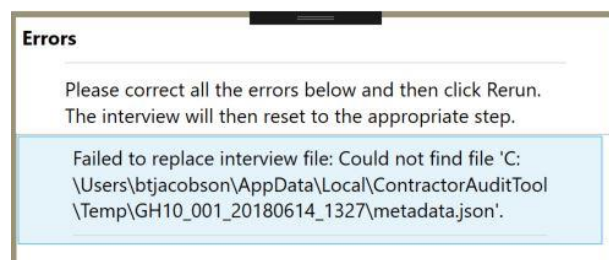 Errors
Please correct all the errors below and then click Rerun.
The interview will then reset to the appropriate step.
Failed to replace interview file: Could not find file 'C:
\Users\btjacobson\AppData\Local\ContractorAuditTool
\Temp\GH10_001_20180614_1327\metadata.json'.